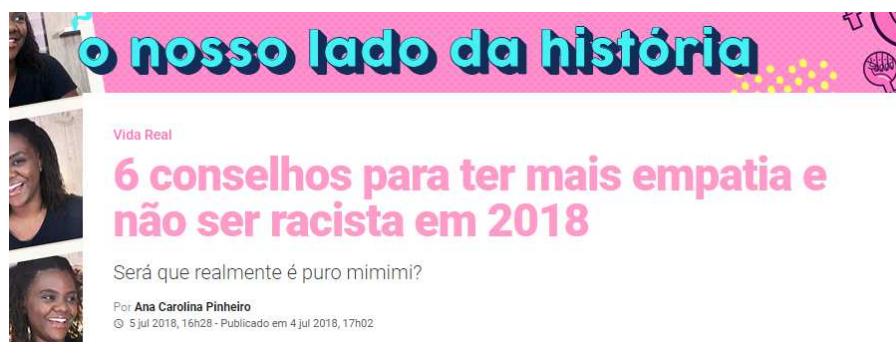 o nosso lado da história
Vida Real
6 conselhos para ter mais empatia e
não ser racista em 2018
Será que realmente é puro mimimi?
Por Ana Carolina Pinheiro
5 jul 2018, 16h28 - Publicado em 4 jul 2018, 17h02